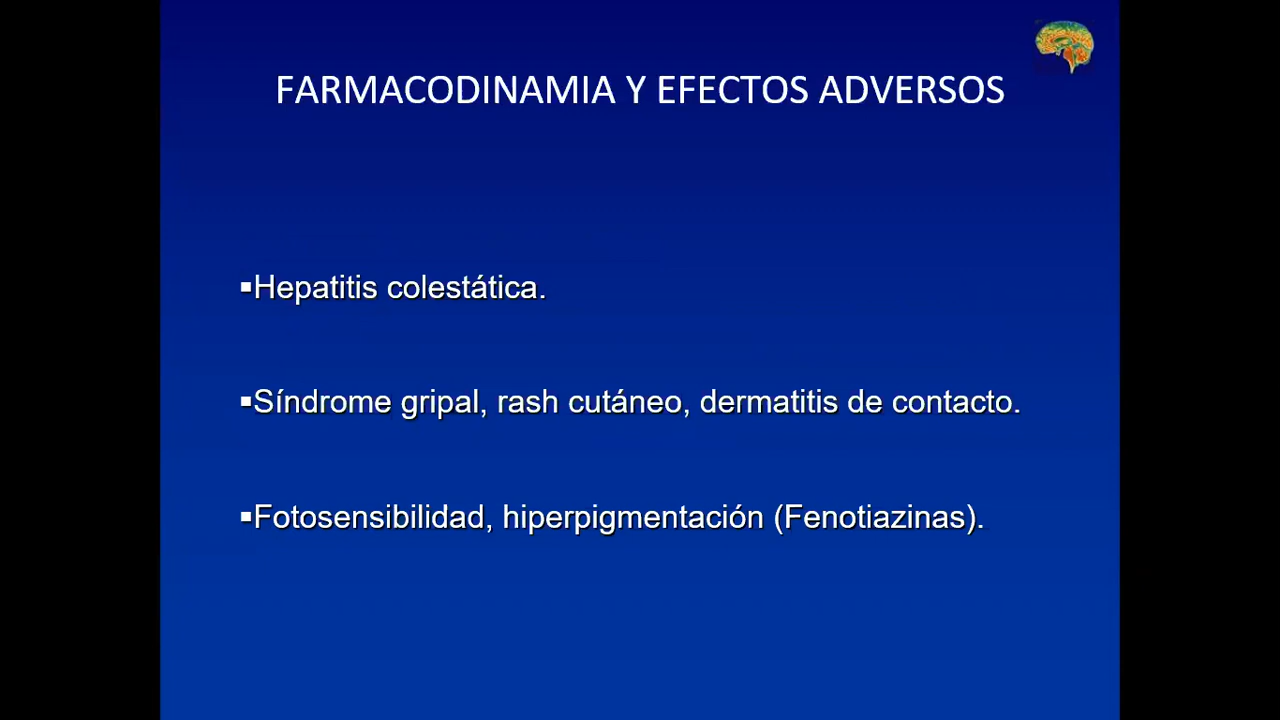 FARMACODINAMIA Y EFECTOS ADVERSOS
▪Hepatitis colestática.
▪Síndrome gripal, rash cutáneo, dermatitis de contacto.
▪Fotosensibilidad, hiperpigmentación (Fenotiazinas).